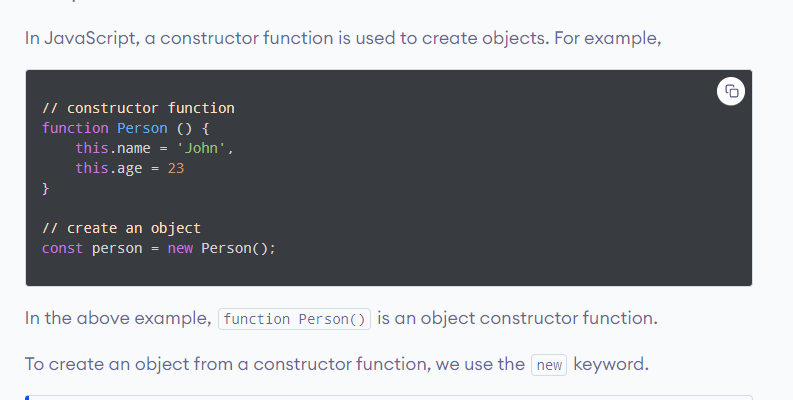 In JavaScript, a constructor function is used to create objects. For example,
// constructor function
function Person () {
    this.name = 'John',
    this.age = 23
}
// create an object
const person = new Person();
In the above example, function Person() is an object constructor function.
To create an object from a constructor function, we use the new keyword.